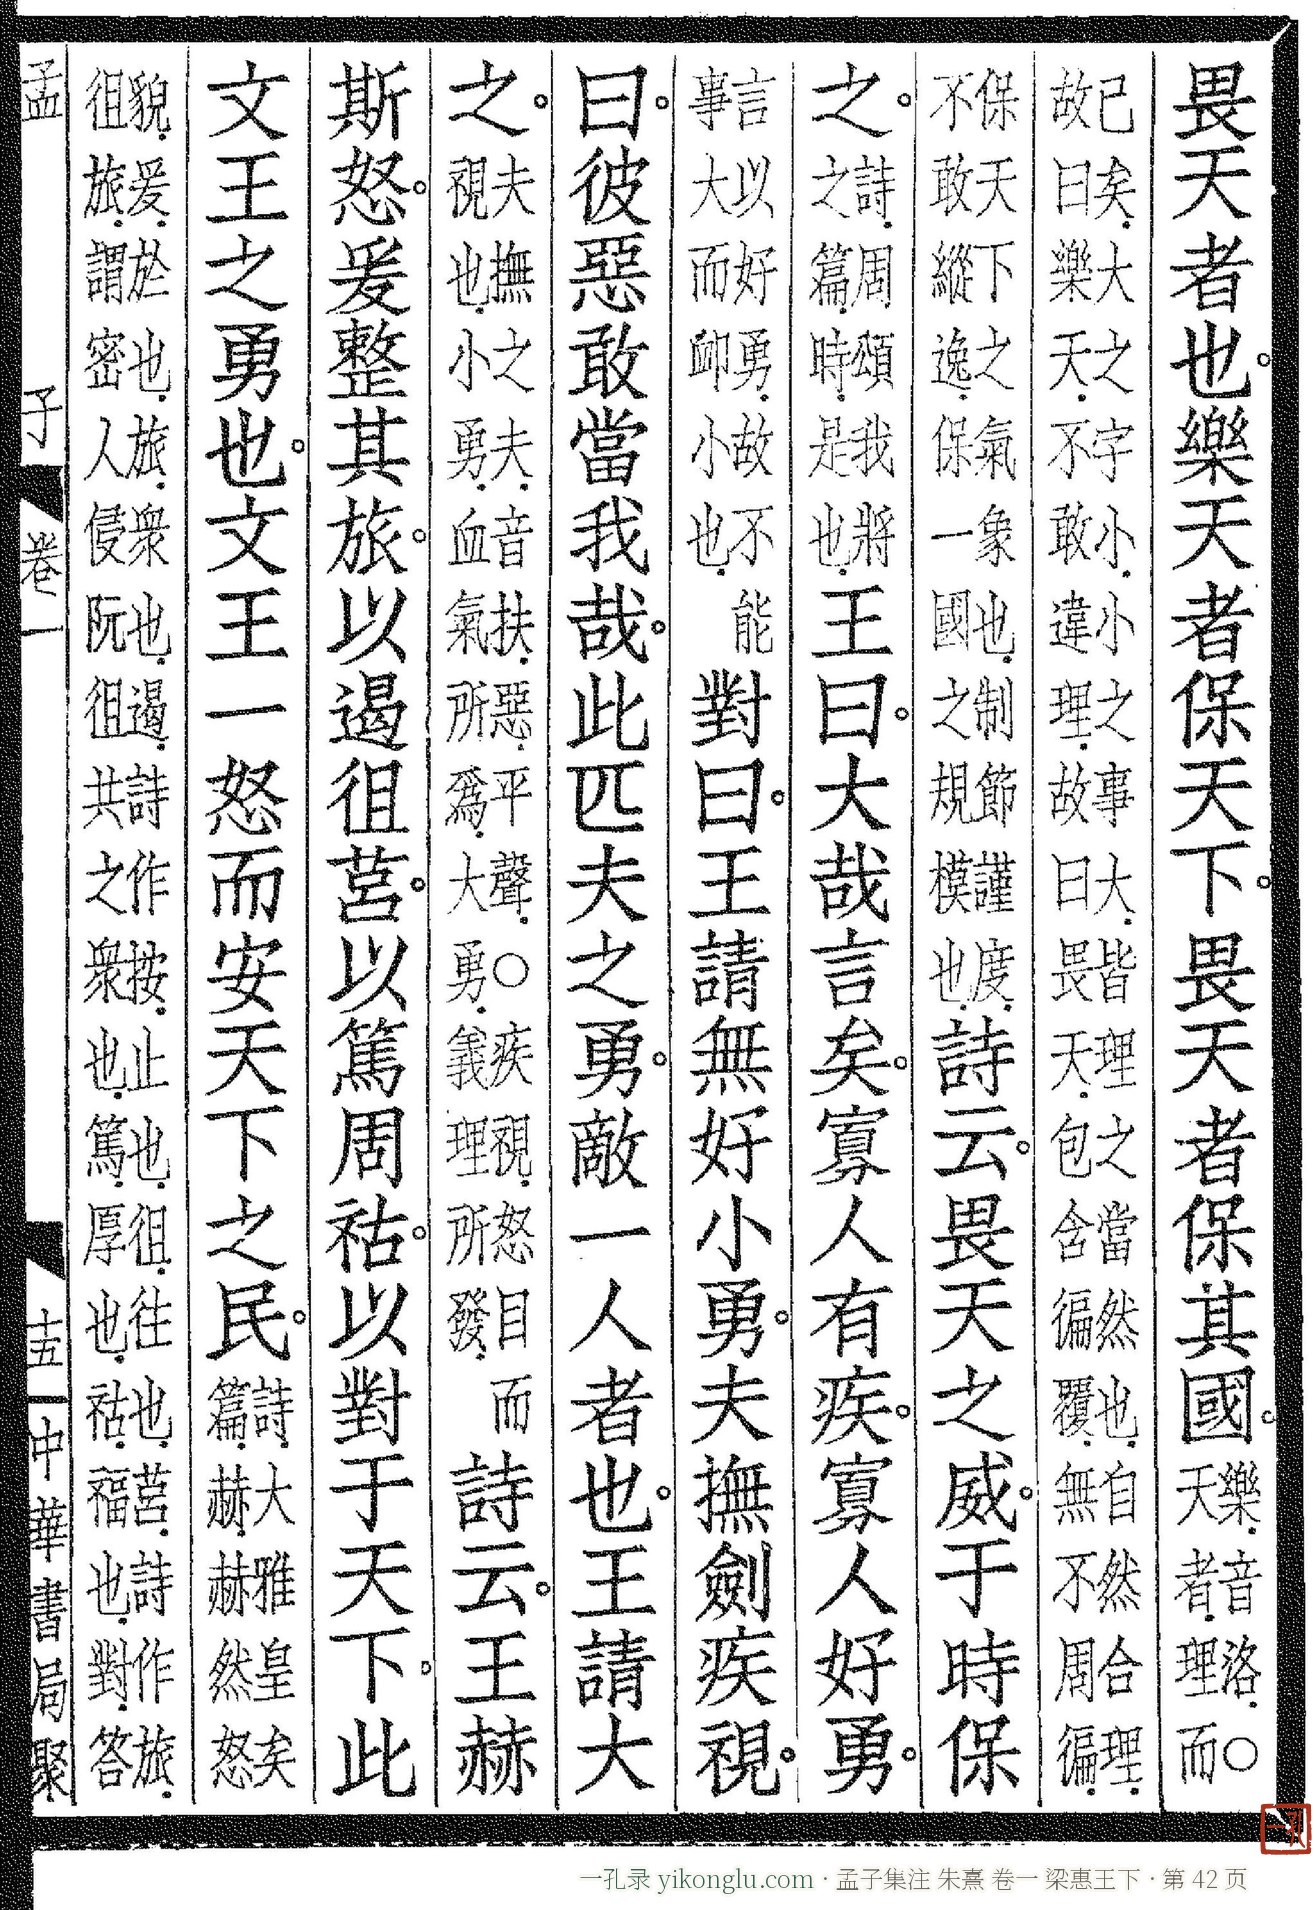 畏天者也。樂天者保天下。畏天者保其國。樂．音洛．○天者．理而
已矣．大之字小．小之事大．皆理之當然也．自然合理．故曰樂天．不敢違理．故曰畏天．包含徧覆．無不周徧．
保天下之氣象也．制節謹度．不敢縱逸．保一國之規模也．詩云。畏天之威。于時保
之。詩．周頌我將之篇．時．是也．王曰。大哉言矣。寡人有疾。寡人好勇。
言以好勇．故不能事大而卹小也．對曰。王請無好小勇。夫撫劍疾視。
曰。彼惡敢當我哉。此匹夫之勇。敵一人者也。王請大
之。夫撫之夫．音扶．惡．平聲．○疾視．怒目而視也．小勇．血氣所爲．大勇．義理所發．詩云。王赫
斯怒。爰整其旅。以遏徂莒。以篤周祜。以對于天下。此
文王之勇也。文王一怒而安天下之民。詩．大雅皇矣篇．赫．赫然怒
貌．爰．於也．旅．衆也．遏．詩作按．止也．徂．往也．莒．詩作旅．徂旅．謂密人侵阮徂共之衆也．篤．厚也．祜．福也．對．答
孟子 卷一 十五 中華書局聚
一孔录 yikonglu.com · 孟子集注 朱熹 卷一 梁惠王下 · 第 42 页